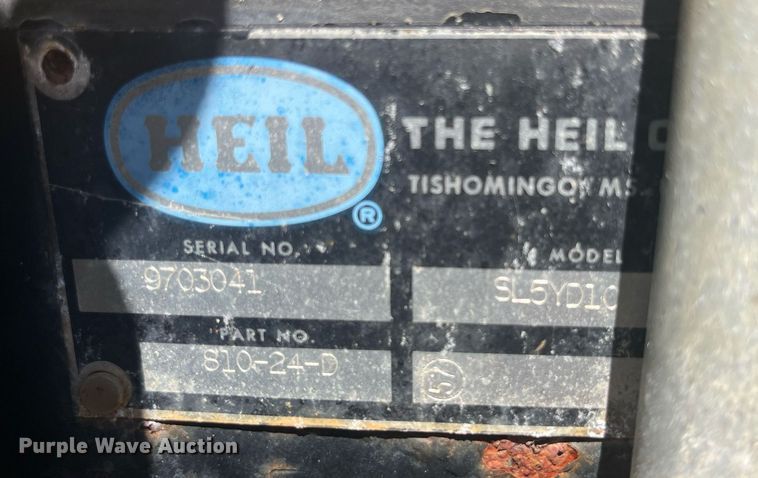 HEIL
®
THE HEIL
TISHOMINGO, MS.
SERIAL NO.
MODEL
9703041
SL5YD10
PART NO.
810-24-D
57
Purple Wave Auction